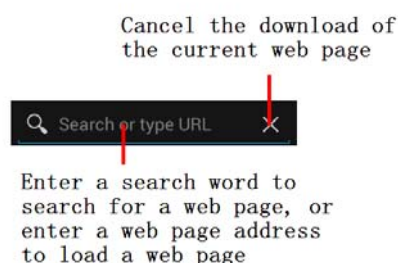 Cancel the download of
the current web page
Search or type URL
Enter a search word to
search for a web page, or
enter a web page address
to load a web page